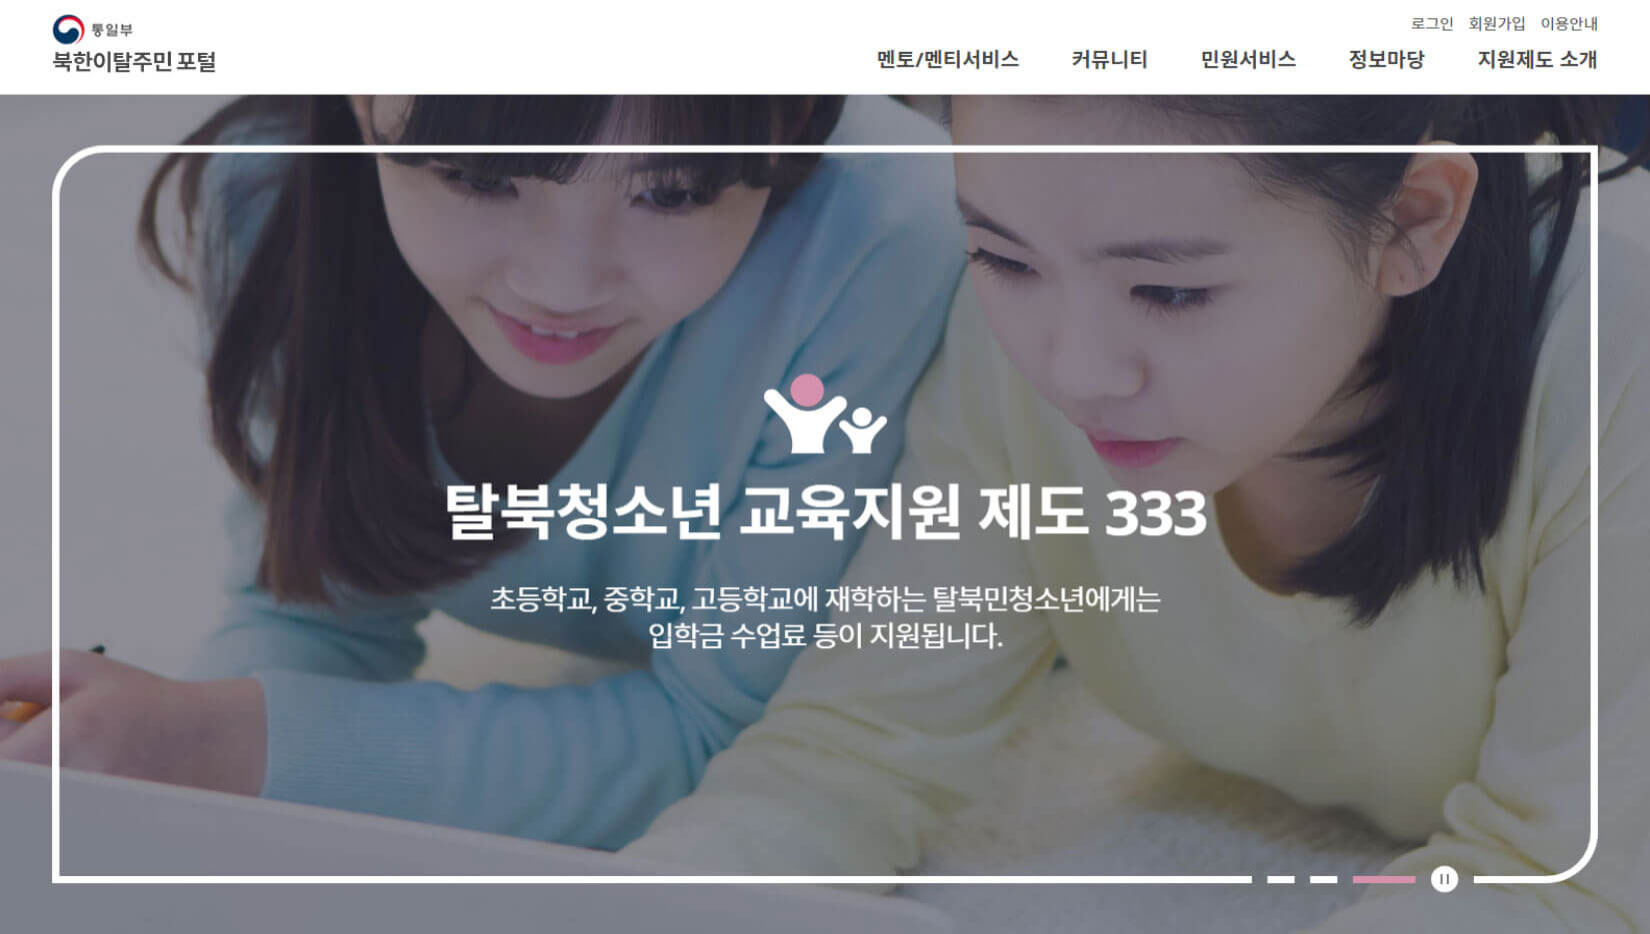 통일부
북한이탈주민 포털
로그인 회원가입 이용안내
멘토/멘티서비스 커뮤니티 민원서비스 정보마당 지원제도 소개
탈북청소년 교육지원 제도 333
초등학교, 중학교, 고등학교에 재학하는 탈북민청소년에게는
입학금 수업료 등이 지원됩니다.